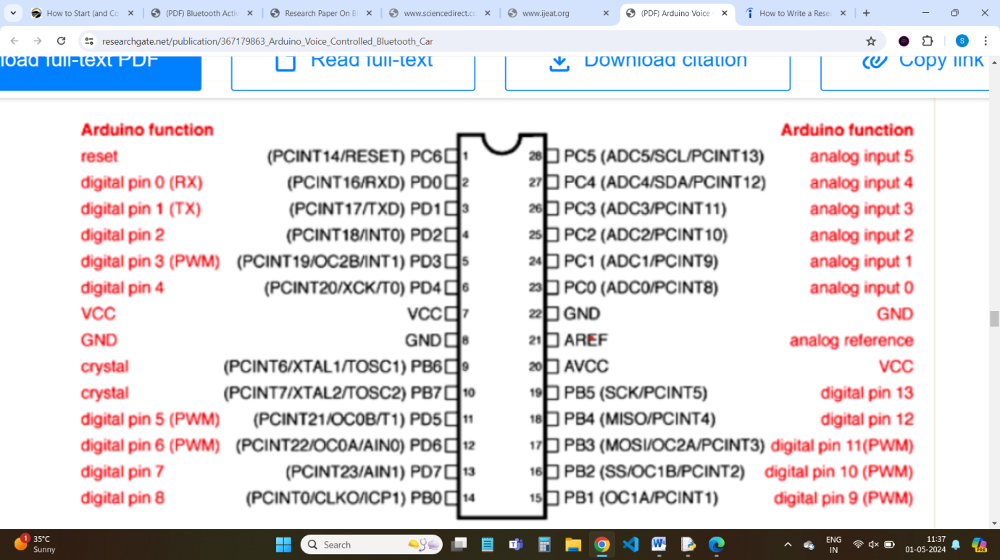 How to Start (and Co
(PDF) Bluetooth Activ
Research Paper On B
www.sciencedirect.co
www.ijeat.org
(PDF) Arduino Voice
How to Write a Rese
researchgate.net/publication/367179863_Arduino_Voice_Controlled_Bluetooth_Car
S
load full-text PDF
Read full-text
Download citation
Copy link
Arduino function Arduino function
reset (PCINT14/RESET) PC6 1 28 PC5 (ADC5/SCL/PCINT13) analog input 5
digital pin 0 (RX) (PCINT16/RXD) PD0 2 27 PC4 (ADC4/SDA/PCINT12) analog input 4
digital pin 1 (TX) (PCINT17/TXD) PD1 3 26 PC3 (ADC3/PCINT11) analog input 3
digital pin 2 (PCINT18/INT0) PD2 4 25 PC2 (ADC2/PCINT10) analog input 2
digital pin 3 (PWM) (PCINT19/OC2B/INT1) PD3 5 24 PC1 (ADC1/PCINT9) analog input 1
digital pin 4 (PCINT20/XCK/T0) PD4 6 23 PC0 (ADC0/PCINT8) analog input 0
VCC VCC 7 22 GND GND
GND GND 8 21 AREF analog reference
crystal (PCINT6/XTAL1/TOSC1) PB6 9 20 AVCC VCC
crystal (PCINT7/XTAL2/TOSC2) PB7 10 19 PB5 (SCK/PCINT5) digital pin 13
digital pin 5 (PWM) (PCINT21/OC0B/T1) PD5 11 18 PB4 (MISO/PCINT4) digital pin 12
digital pin 6 (PWM) (PCINT22/OC0A/AIN0) PD6 12 17 PB3 (MOSI/OC2A/PCINT3) digital pin 11(PWM)
digital pin 7 (PCINT23/AIN1) PD7 13 16 PB2 (SS/OC1B/PCINT2) digital pin 10 (PWM)
digital pin 8 (PCINT0/CLKO/ICP1) PB0 14 15 PB1 (OC1A/PCINT1) digital pin 9 (PWM)
1
35°C
Sunny
Search
ENG
IN
11:37
01-05-2024
PRE